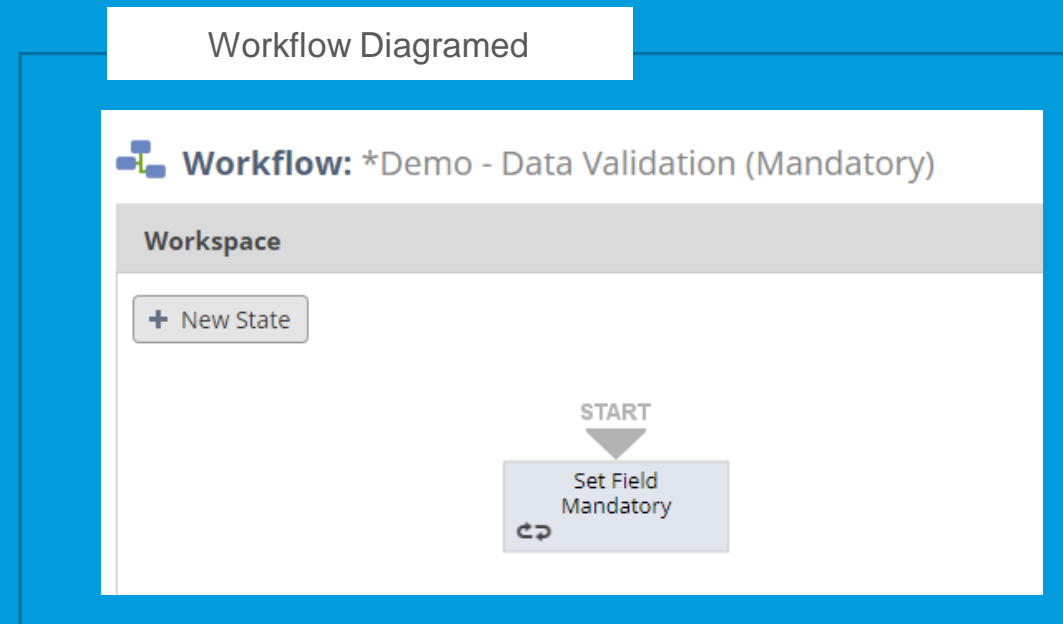 Workflow Diagramed
Workflow: *Demo - Data Validation (Mandatory)
Workspace
+ New State
START
Set Field
Mandatory